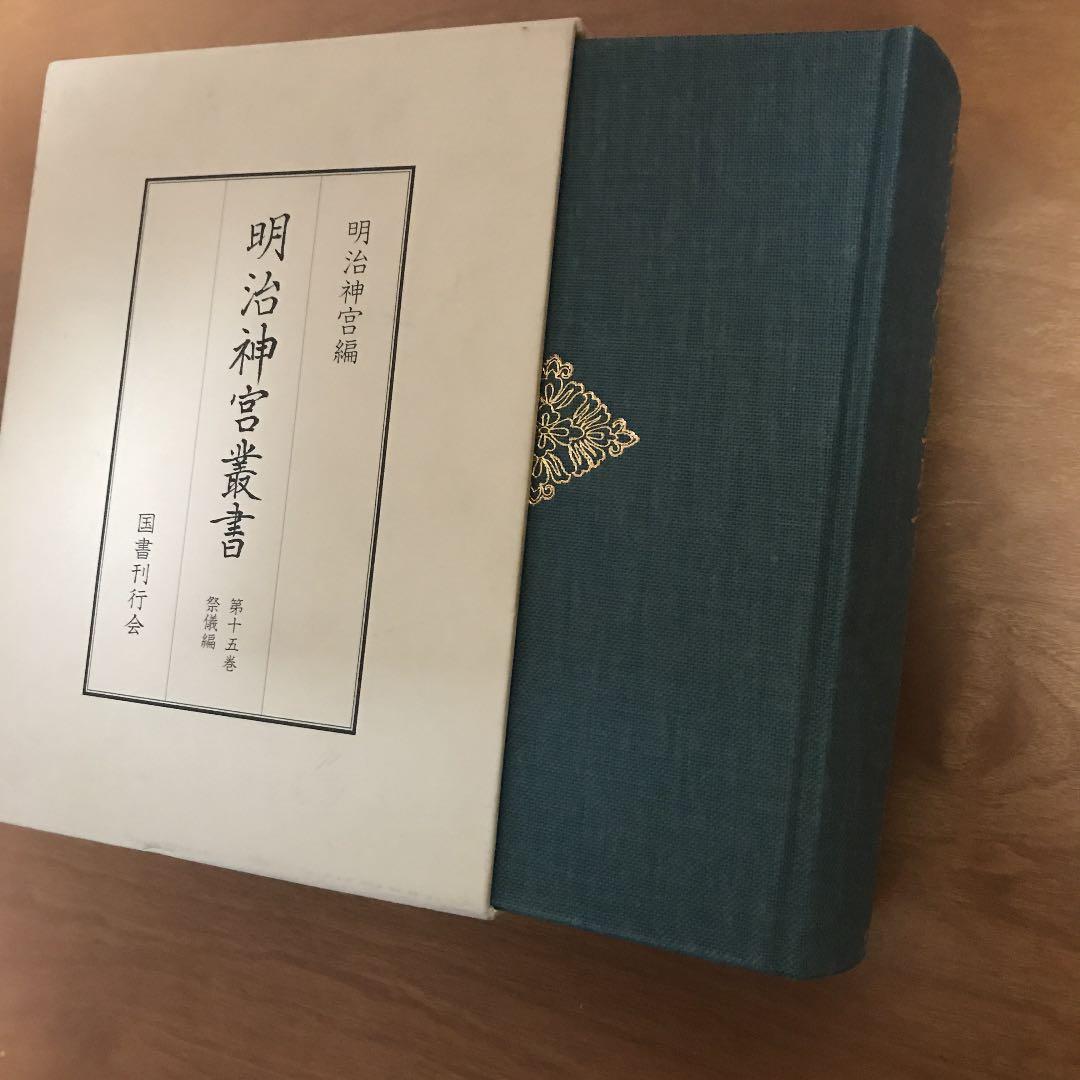 明治神宮編
明治神宮叢書
第十五巻
祭儀編
国書刊行会